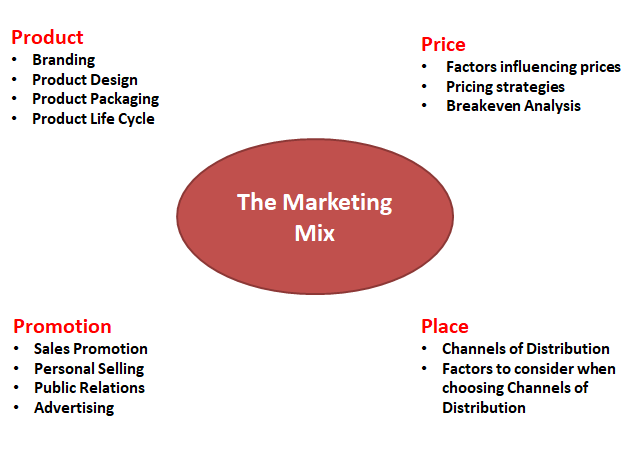 Product
• Branding
• Product Design
• Product Packaging
• Product Life Cycle
Price
• Factors influencing prices
• Pricing strategies
• Breakeven Analysis
The Marketing
Mix
Promotion
• Sales Promotion
• Personal Selling
• Public Relations
• Advertising
Place
• Channels of Distribution
• Factors to consider when
choosing Channels of
Distribution